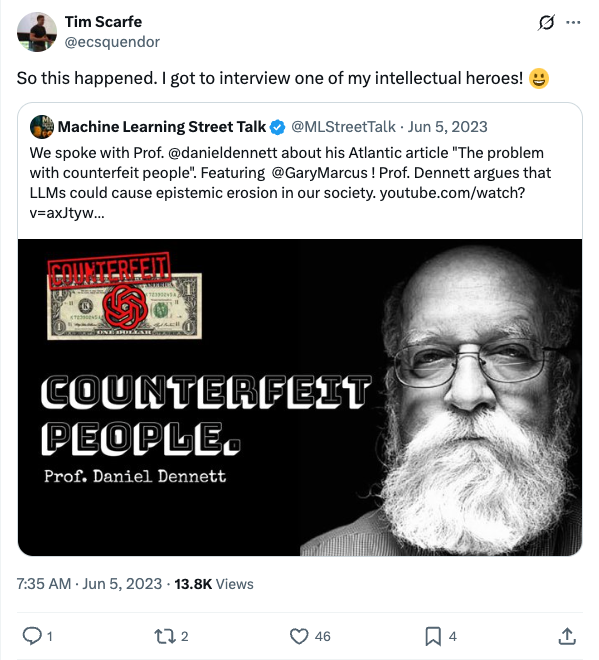 Tim Scarfe
@ecsquendor
So this happened. I got to interview one of my intellectual heroes! 😃
Machine Learning Street Talk @MLStreetTalk · Jun 5, 2023
We spoke with Prof. @danieldennett about his Atlantic article "The problem
with counterfeit people". Featuring @GaryMarcus ! Prof. Dennett argues that
LLMs could cause epistemic erosion in our society. youtube.com/watch?
v=axJtyw…
COUNTERFEIT
ONE DOLLAR
COUNTERFEIT
PEOPLE.
Prof. Daniel Dennett
7:35 AM · Jun 5, 2023 · 13.8K Views
1 2 46 4